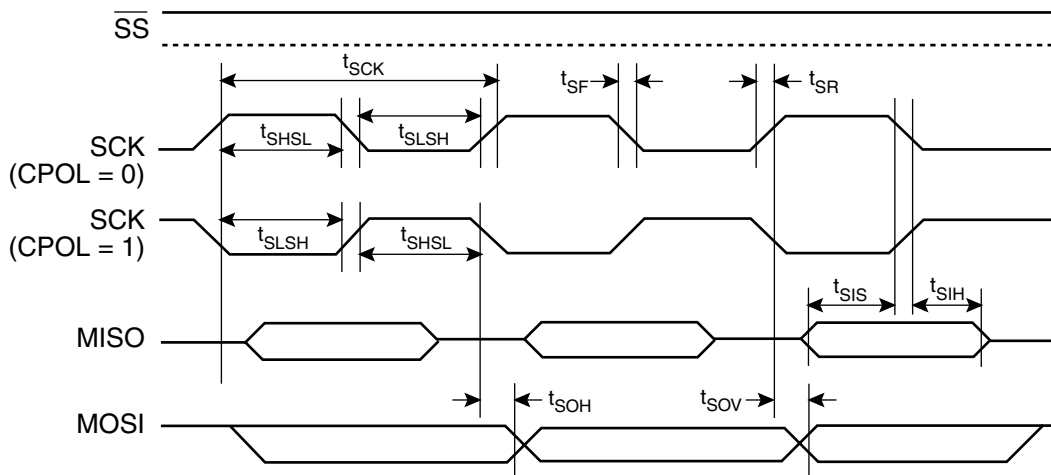 SS
tSCK
tSF
tSR
SCK
(CPOL = 0)
tSHSL
tSLSH
SCK
(CPOL = 1)
tSLSH
tSHSL
tSIS
tSIH
MISO
tSOH
tSOV
MOSI